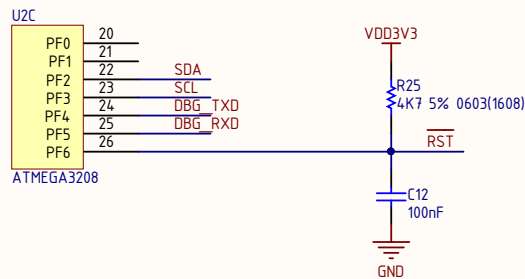 U2C
PF0 20
PF1 21
PF2 22 SDA
PF3 23 SCL
PF4 24 DBG_TXD
PF5 25 DBG_RXD
PF6 26
ATMEGA3208
VDD3V3
R25
4K7 5% 0603(1608)
RST
C12
100nF
GND